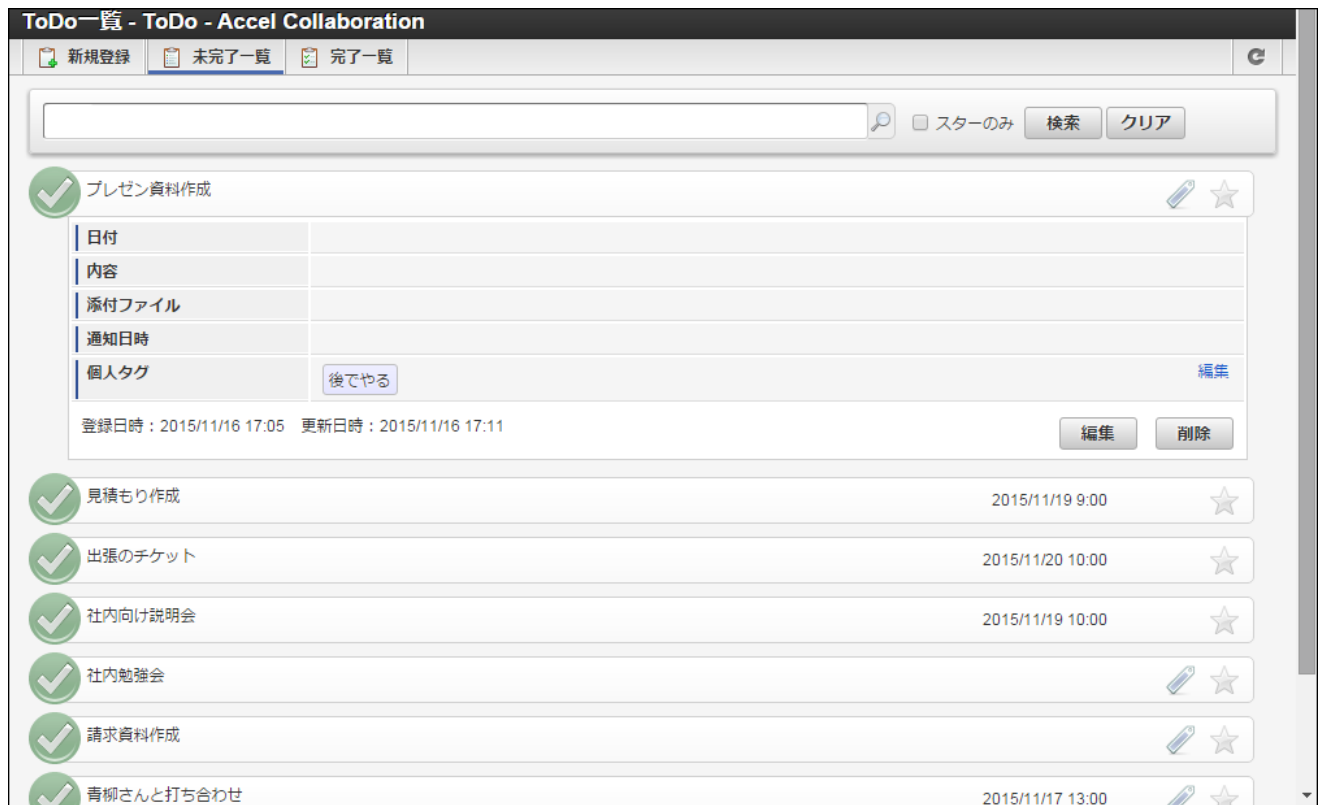 ToDo一覧 - ToDo - Accel Collaboration
新規登録 未完了一覧 完了一覧
スターのみ 検索 クリア
プレゼン資料作成
日付
内容
添付ファイル
通知日時
個人タグ 後でやる 編集
登録日時：2015/11/16 17:05 更新日時：2015/11/16 17:11 編集 削除
見積もり作成 2015/11/19 9:00
出張のチケット 2015/11/20 10:00
社内向け説明会 2015/11/19 10:00
社内勉強会
請求資料作成
青柳さんと打ち合わせ 2015/11/17 13:00